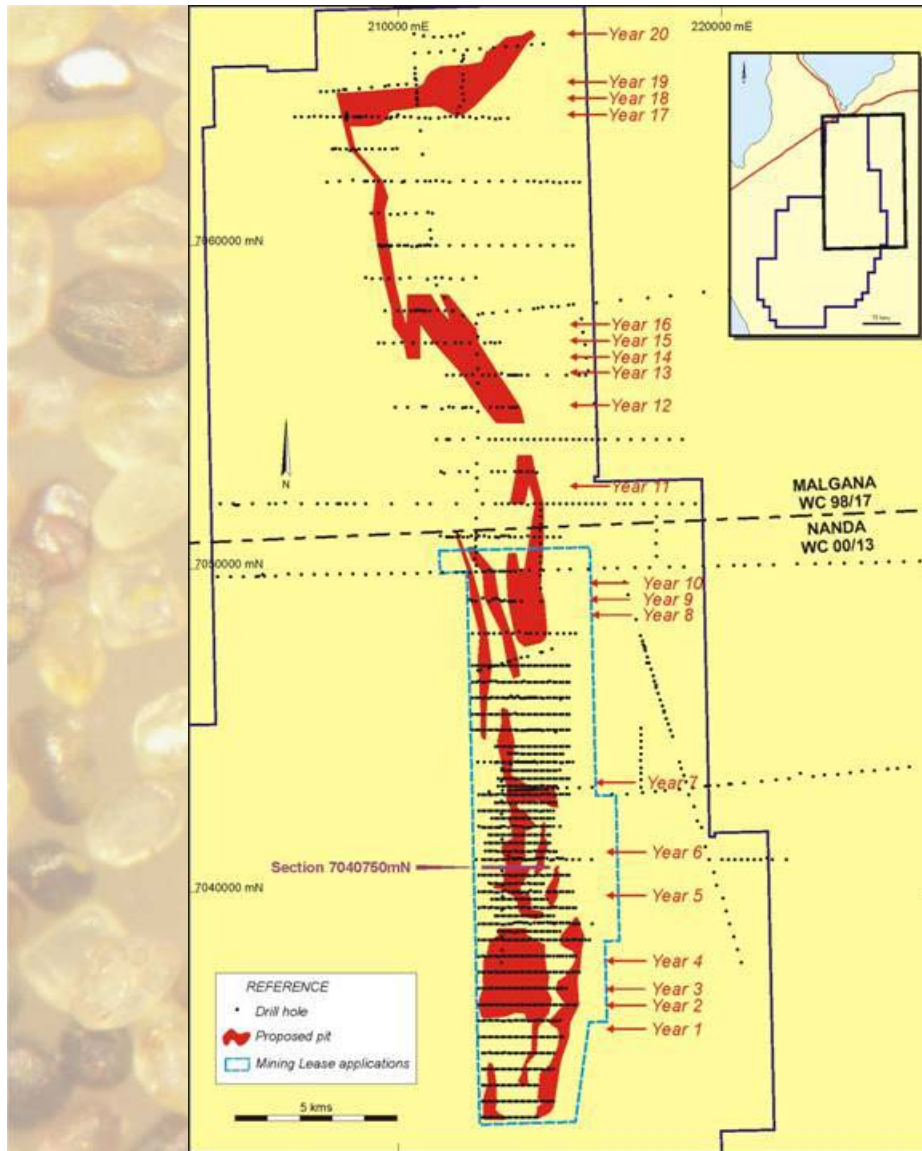 210000 mE
220000 mE
Year 20
Year 19
Year 18
Year 17
7060000 mN
Year 16
Year 15
Year 14
Year 13
Year 12
N
Year 11
MALGANA
WC 98/17
NANDA
WC 00/13
7050000 mN
Year 10
Year 9
Year 8
Year 7
Year 6
Section 7040750mN
7040000 mN
Year 5
Year 4
Year 3
Year 2
Year 1
REFERENCE
Drill hole
Proposed pit
Mining Lease applications
5 kms